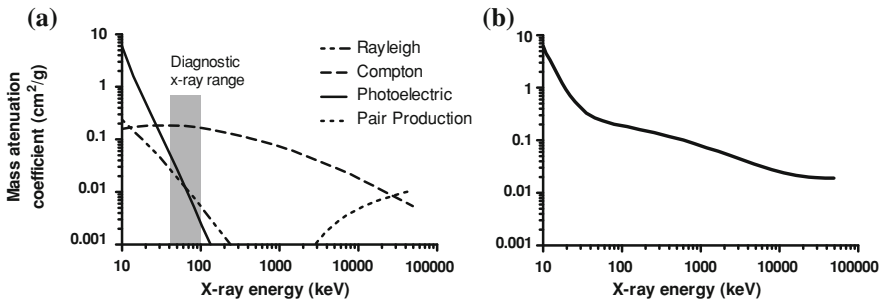 (a)
Mass atenuation
coefficient (cm²/g)
10
1
0.1
0.01
0.001
10 100 1000 10000 100000
X-ray energy (keV)
Diagnostic
x-ray range
Rayleigh
Compton
Photoelectric
Pair Production
(b)
10
1
0.1
0.01
0.001
10 100 1000 10000 100000
X-ray energy (keV)